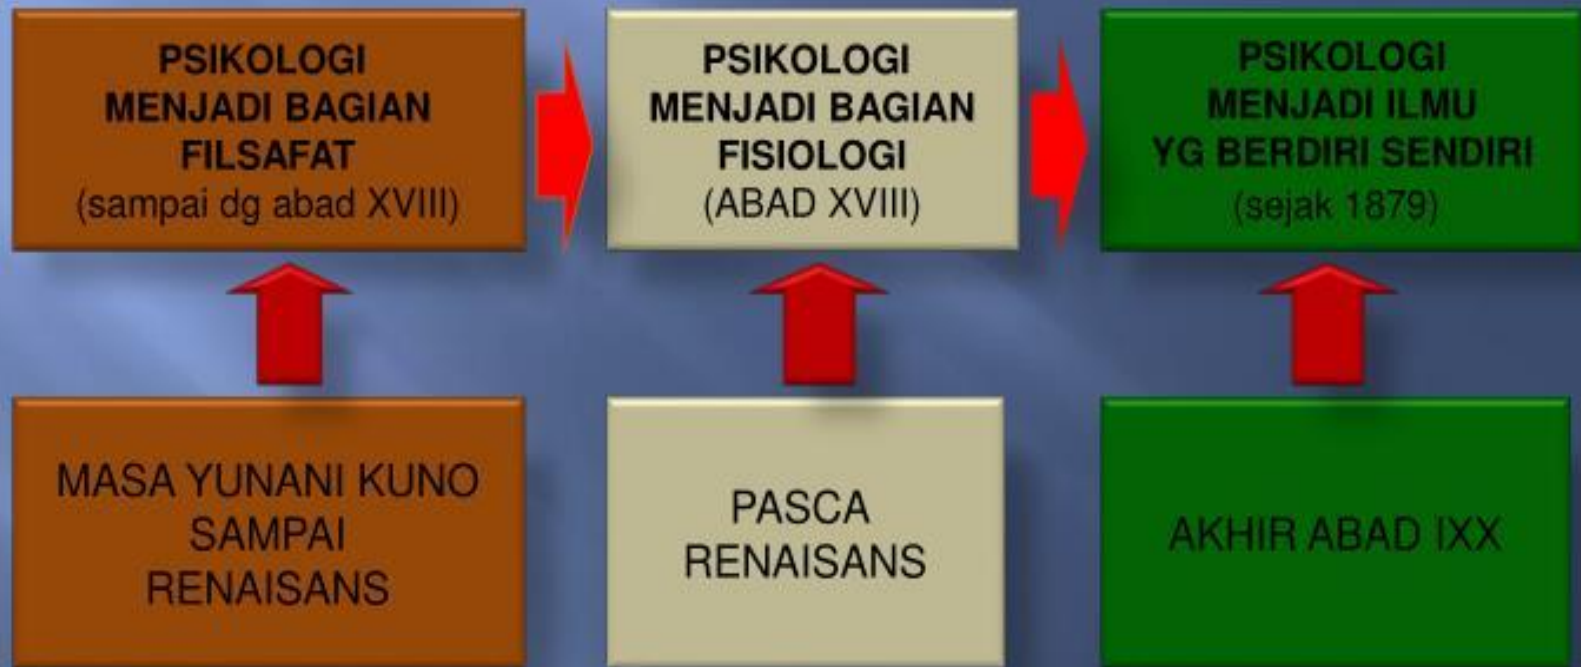 PSIKOLOGI
MENJADI BAGIAN
FILSAFAT
(sampai dg abad XVIII)
PSIKOLOGI
MENJADI BAGIAN
FISIOLOGI
(ABAD XVIII)
PSIKOLOGI
MENJADI ILMU
YG BERDIRI SENDIRI
(sejak 1879)
MASA YUNANI KUNO
SAMPAI
RENAISANS
PASCA
RENAISANS
AKHIR ABAD IXX